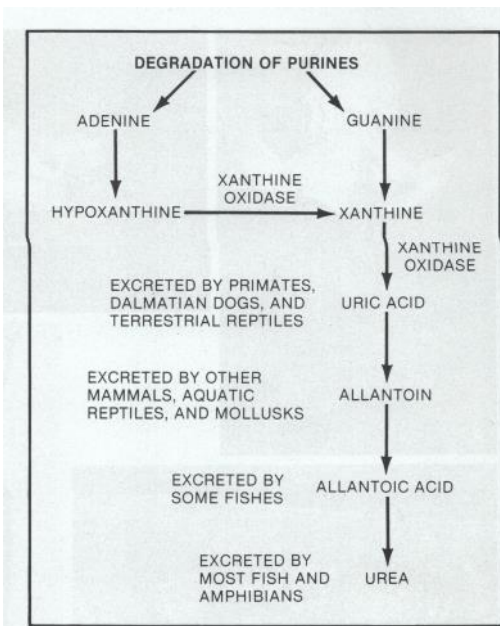 DEGRADATION OF PURINES
ADENINE
GUANINE
XANTHINE
OXIDASE
HYPOXANTHINE
XANTHINE
XANTHINE
OXIDASE
EXCRETED BY PRIMATES,
DALMATIAN DOGS, AND
TERRESTRIAL REPTILES
URIC ACID
EXCRETED BY OTHER
MAMMALS, AQUATIC
REPTILES, AND MOLLUSKS
ALLANTOIN
EXCRETED BY
SOME FISHES
ALLANTOIC ACID
EXCRETED BY
MOST FISH AND
AMPHIBIANS
UREA